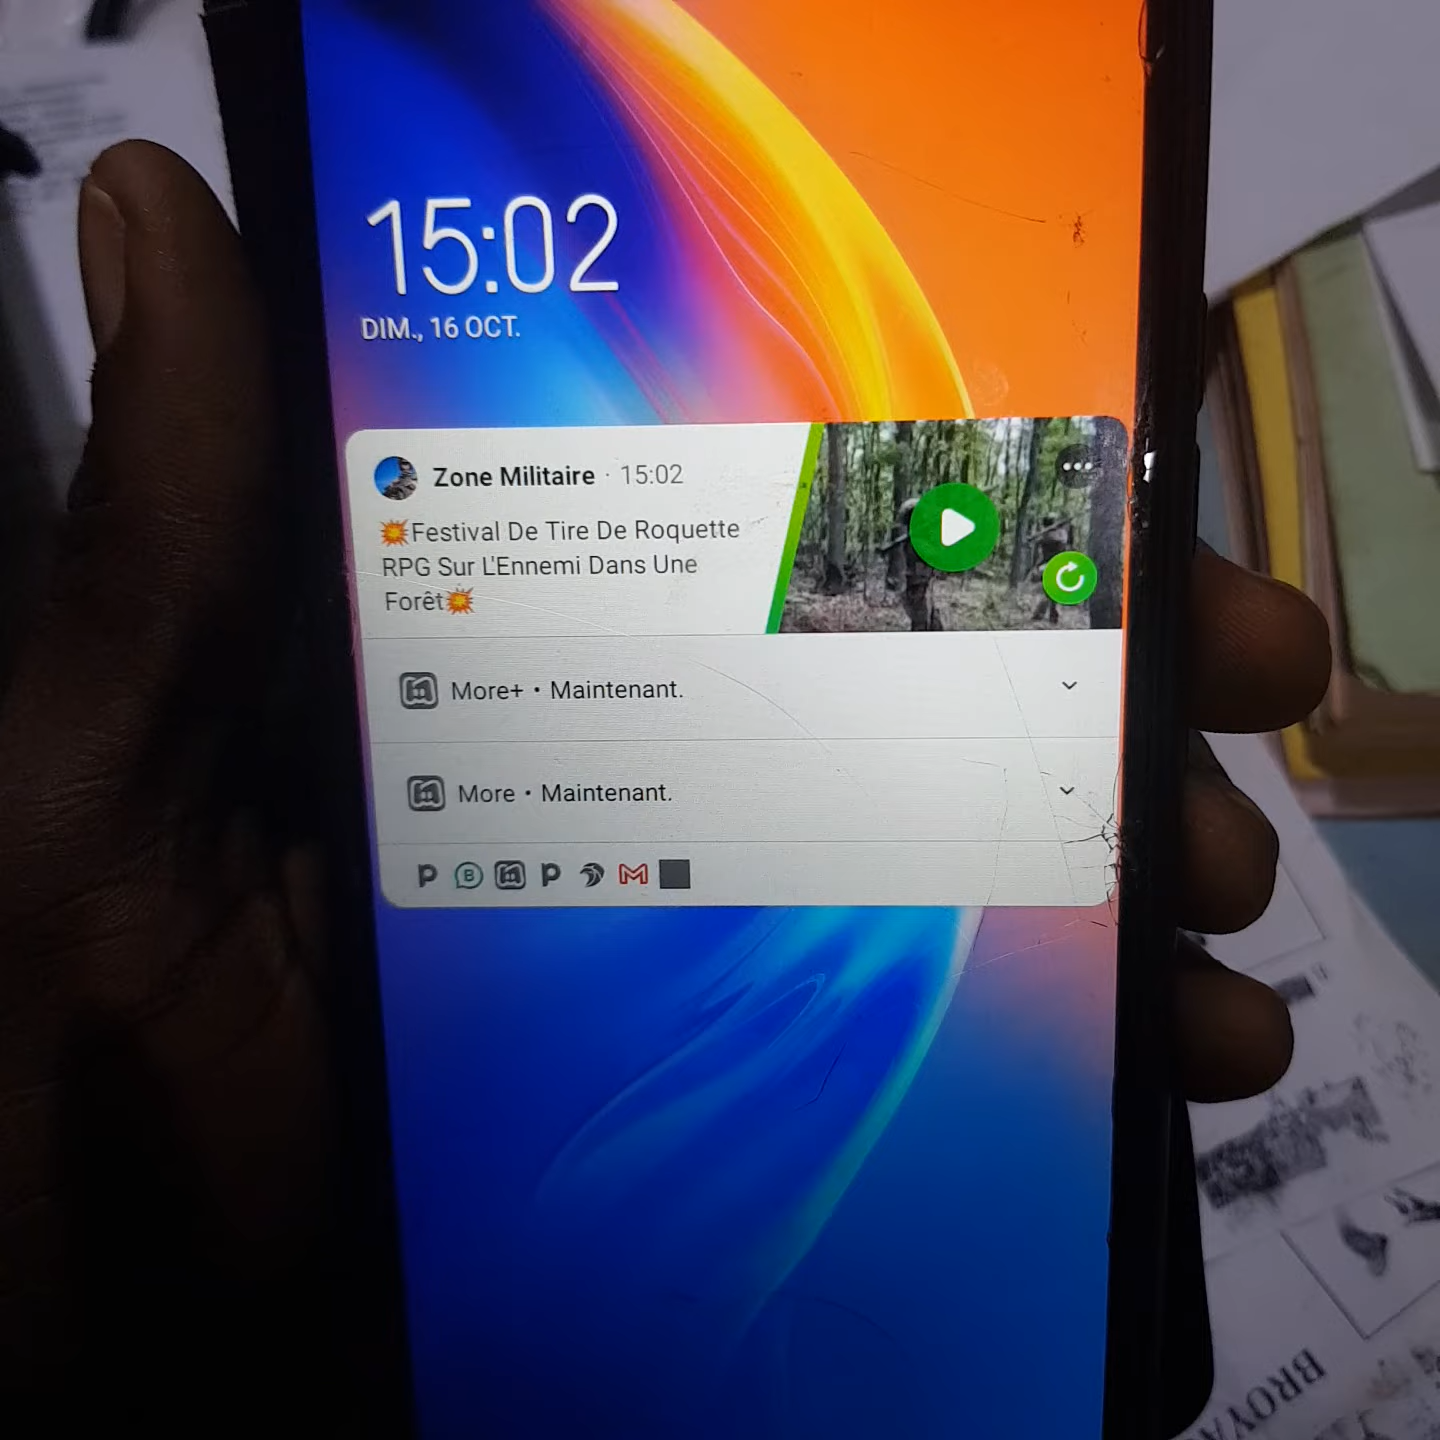 15:02
DIM., 16 OCT.
Zone Militaire · 15:02
💥Festival De Tire De Roquette
RPG Sur L'Ennemi Dans Une
Forêt💥
More+ • Maintenant.
More • Maintenant.